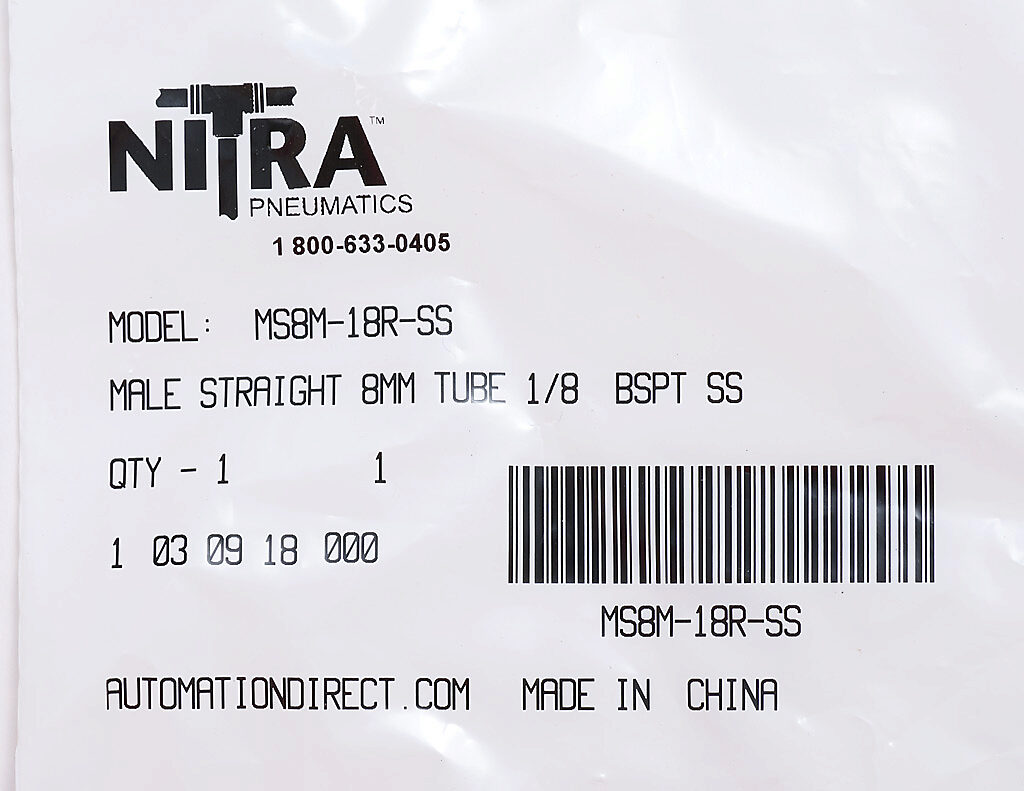 NITRA™
PNEUMATICS
1 800-633-0405
MODEL: MS8M-18R-SS
MALE STRAIGHT 8MM TUBE 1/8 BSPT SS
QTY - 1 1
1 03 09 18 000
MS8M-18R-SS
AUTOMATIONDIRECT.COM MADE IN CHINA